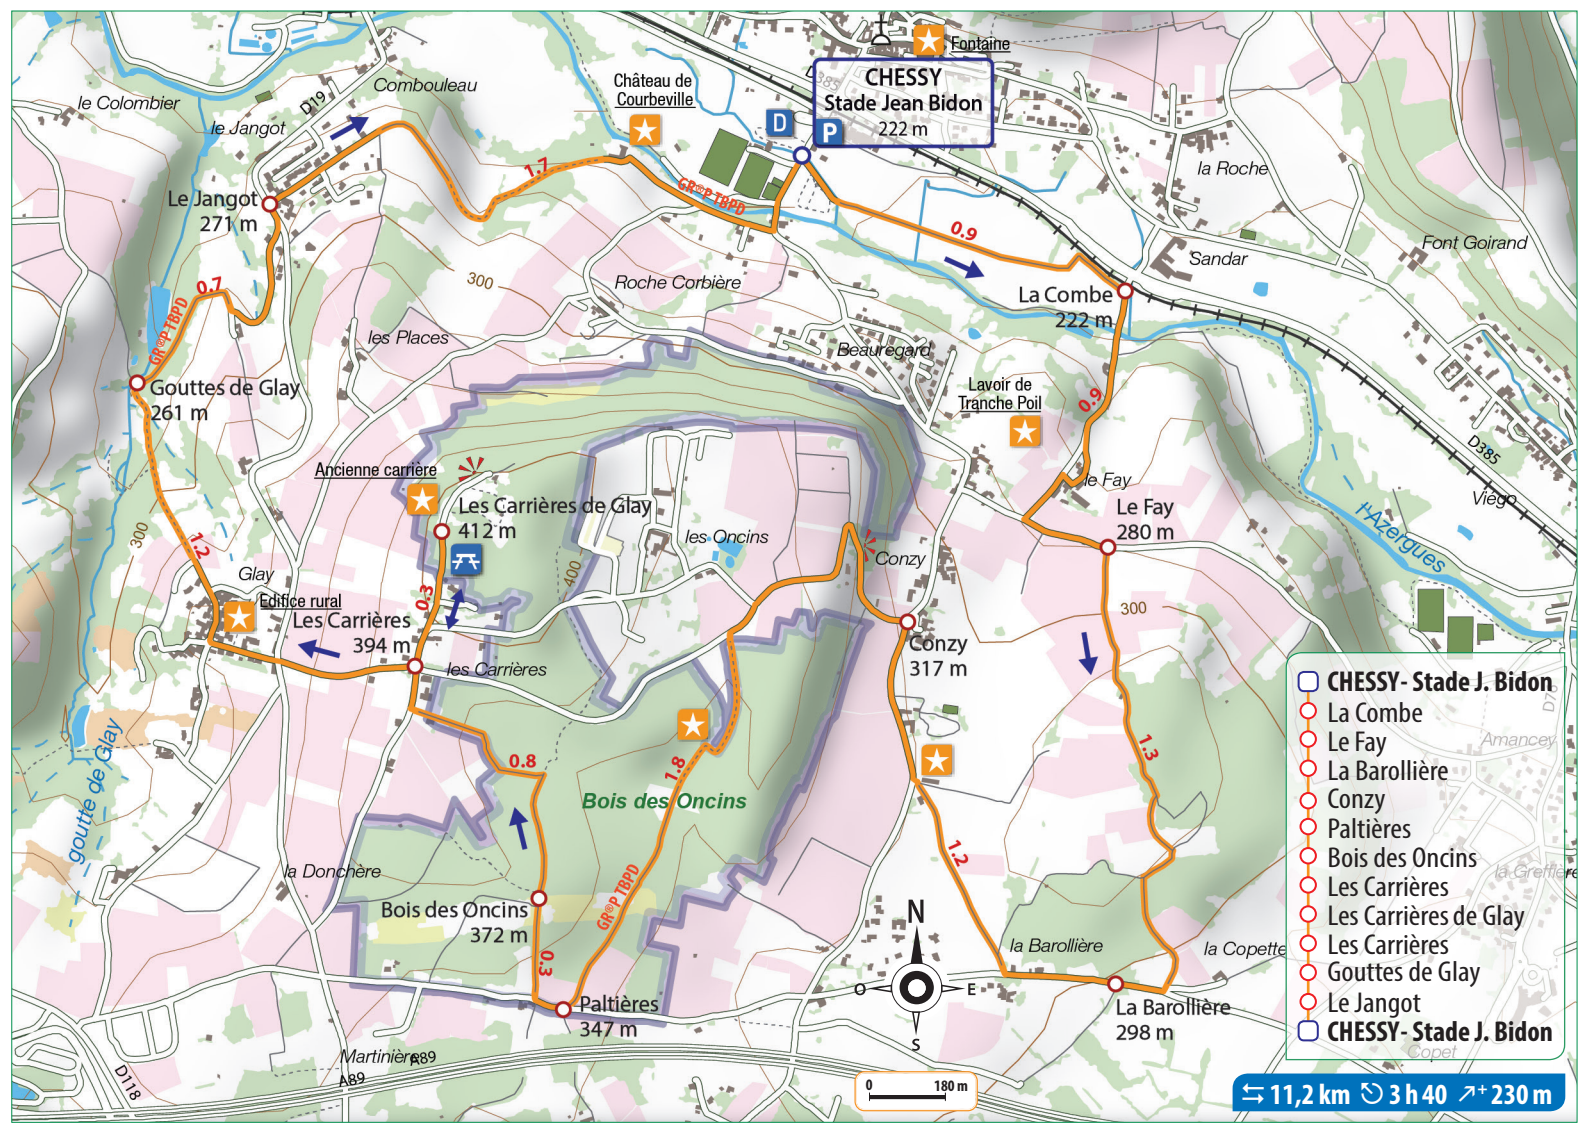 Fontaine
D385
CHESSY
Stade Jean Bidon
222 m
D
P
Château de
Courbeville
Combouleau
le Colombier
D19
le Jangot
la Roche
1.7
GR®P TBPD
Le Jangot
271 m
0.9
Font Goirand
Sandar
300
Roche Corbière
La Combe
222 m
0.7
GR®P TBPD
les Places
Beauregard
Gouttes de Glay
261 m
Lavoir de
Tranche Poil
0.9
D385
Ancienne carrière
le Fay
Viégo
Les Carrières de Glay
412 m
Le Fay
280 m
l'Azergues
300
1.2
les Oncins
Conzy
400
Glay
Edifice rural
0.3
300
Les Carrières
394 m
Conzy
317 m
les Carrières
CHESSY- Stade J. Bidon
La Combe
Le Fay
La Barollière
Conzy
Paltières
Bois des Oncins
Les Carrières
Les Carrières de Glay
Les Carrières
Gouttes de Glay
Le Jangot
CHESSY- Stade J. Bidon
D76
Amancey
la Greffière
Copet
goutte de Glay
0.8
1.8
1.3
Bois des Oncins
1.2
la Donchère
GR®P TBPD
Bois des Oncins
372 m
N
O
E
S
la Barollière
la Copette
0.3
Paltières
347 m
La Barollière
298 m
Martinière
A89
A89
D118
0 180 m
11,2 km 3 h 40 + 230 m